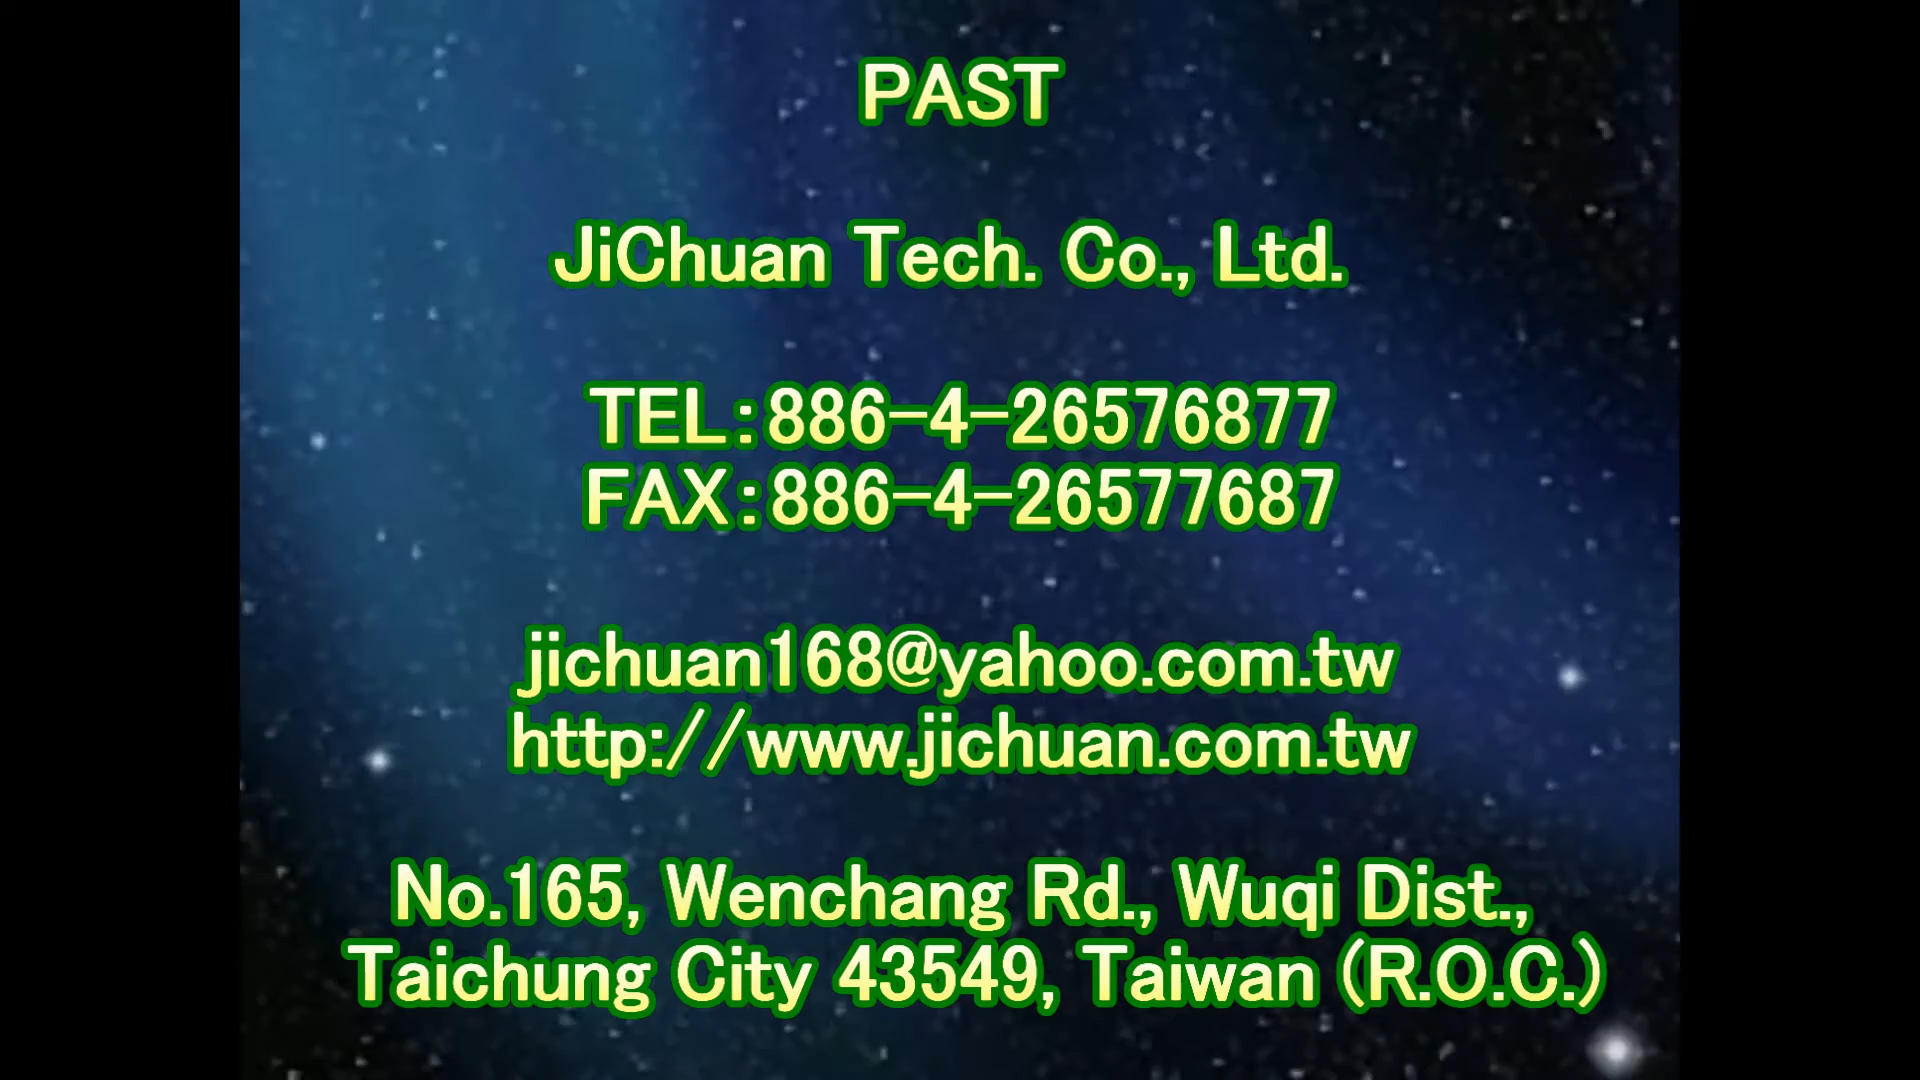 PAST
JiChuan Tech. Co., Ltd.
TEL:886-4-26576877
FAX:886-4-26577687
jichuan168@yahoo.com.tw
http://www.jichuan.com.tw
No.165, Wenchang Rd., Wuqi Dist.,
Taichung City 43549, Taiwan (R.O.C.)